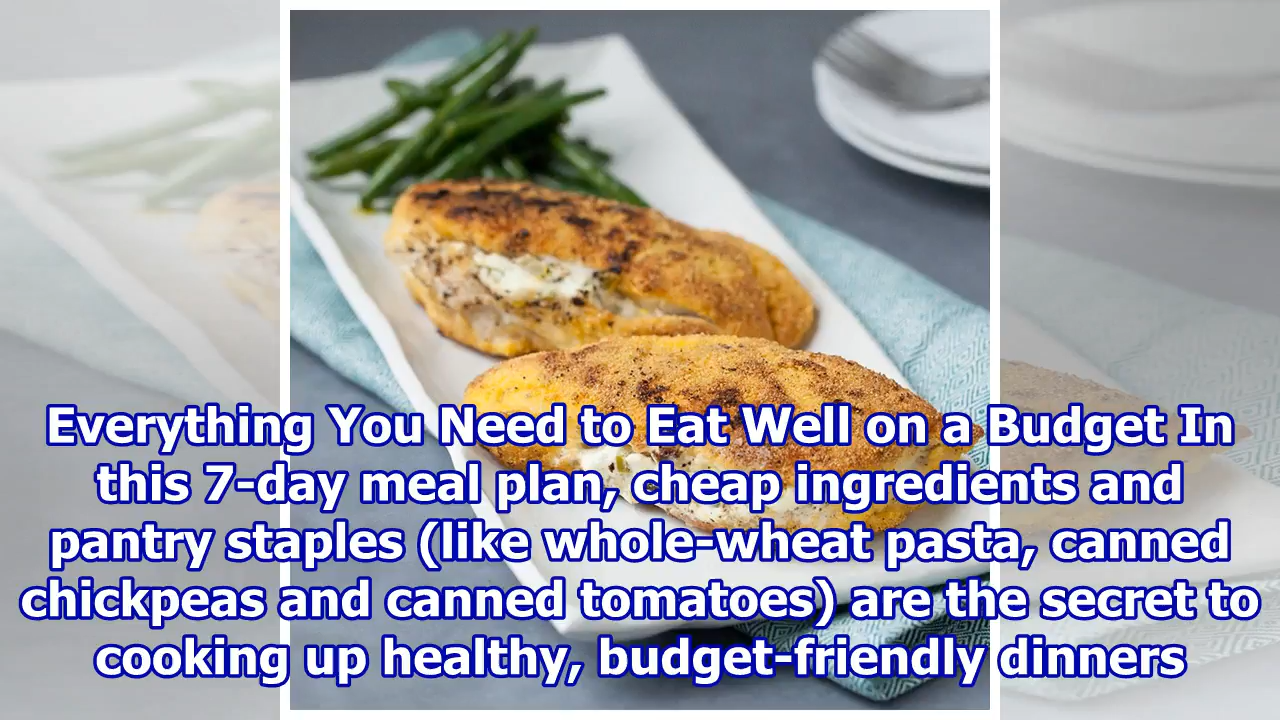 Everything You Need to Eat Well on a Budget In
this 7-day meal plan, cheap ingredients and
pantry staples (like whole-wheat pasta, canned
chickpeas and canned tomatoes) are the secret to
cooking up healthy, budget-friendly dinners